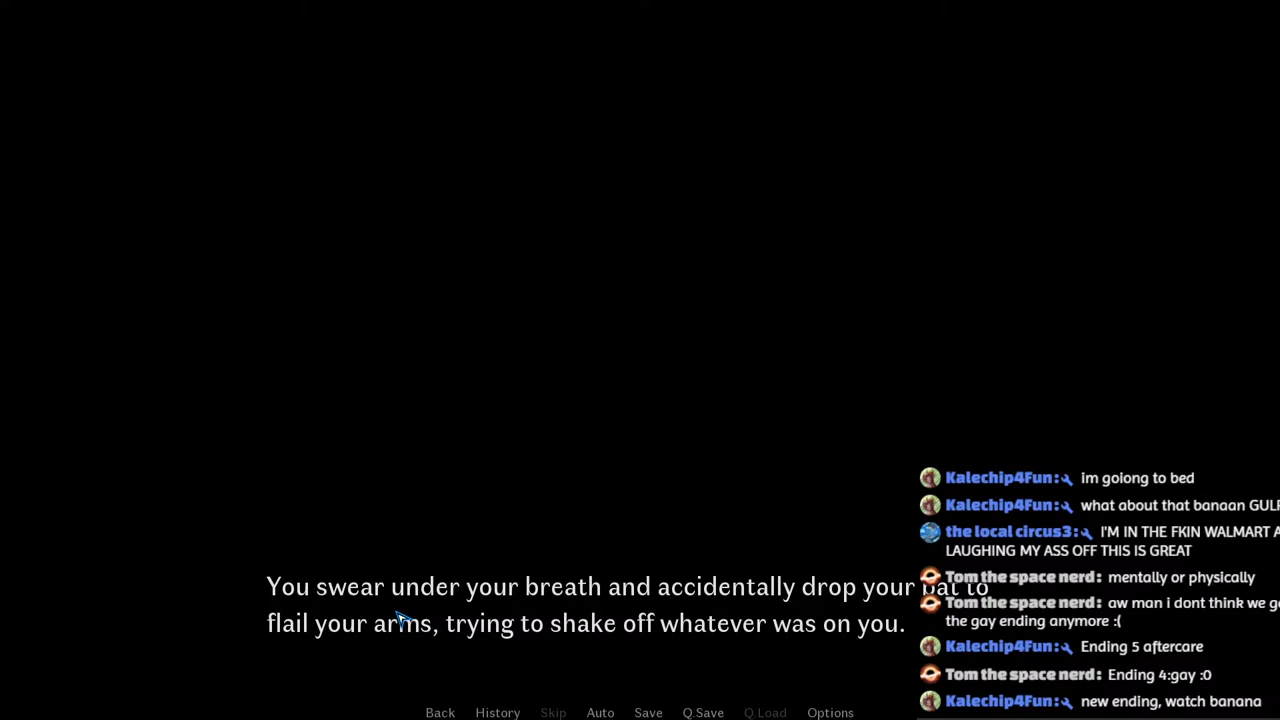 Kalechip4Fun: im goiong to bed
Kalechip4Fun: what about that banaan GULF
the local circus3: I'M IN THE FKIN WALMART A
LAUGHING MY ASS OFF THIS IS GREAT
Tom the space nerd: mentally or physically
Tom the space nerd: aw man i dont think we ge
the gay ending anymore :(
Kalechip4Fun: Ending 5 aftercare
Tom the space nerd: Ending 4:gay :0
Kalechip4Fun: new ending, watch banana
You swear under your breath and accidentally drop your bat to
flail your arms, trying to shake off whatever was on you.
Back History Skip Auto Save Q.Save Q.Load Options